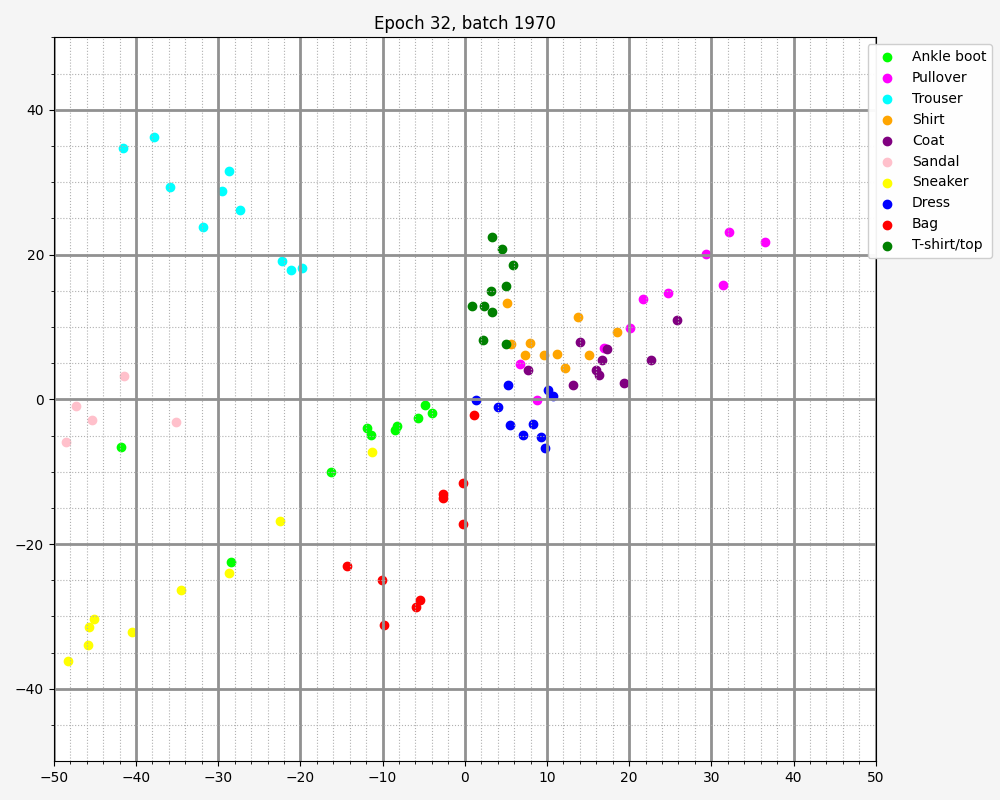 Epoch 32, batch 1970
40
20
0
−20
−40
−50
−40
−30
−20
−10
0
10
20
30
40
50
Ankle boot
Pullover
Trouser
Shirt
Coat
Sandal
Sneaker
Dress
Bag
T-shirt/top